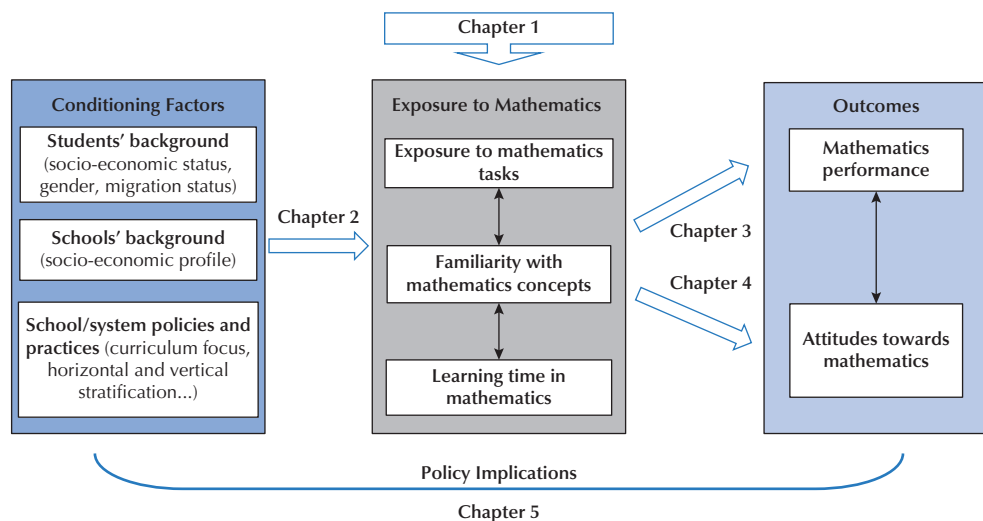 Chapter 1
Conditioning Factors
Students’ background
(socio-economic status,
gender, migration status)
Schools’ background
(socio-economic profile)
School/system policies and
practices (curriculum focus,
horizontal and vertical
stratification...)
Chapter 2
Exposure to Mathematics
Exposure to mathematics
tasks
Familiarity with
mathematics concepts
Learning time in
mathematics
Chapter 3
Chapter 4
Outcomes
Mathematics
performance
Attitudes towards
mathematics
Policy Implications
Chapter 5